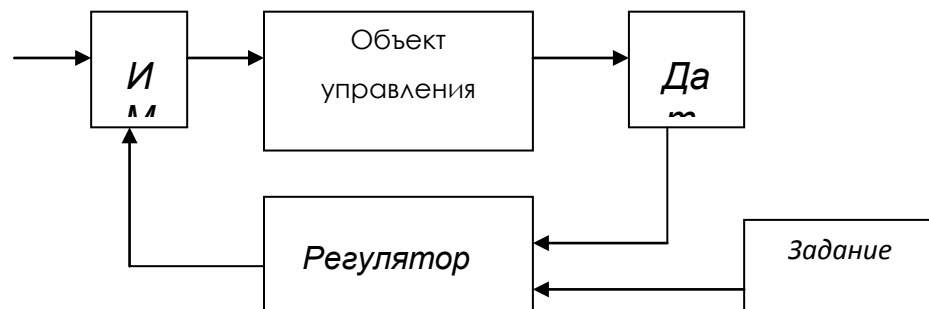 И
М
Объект
управления
Да
т
Регулятор
Задание